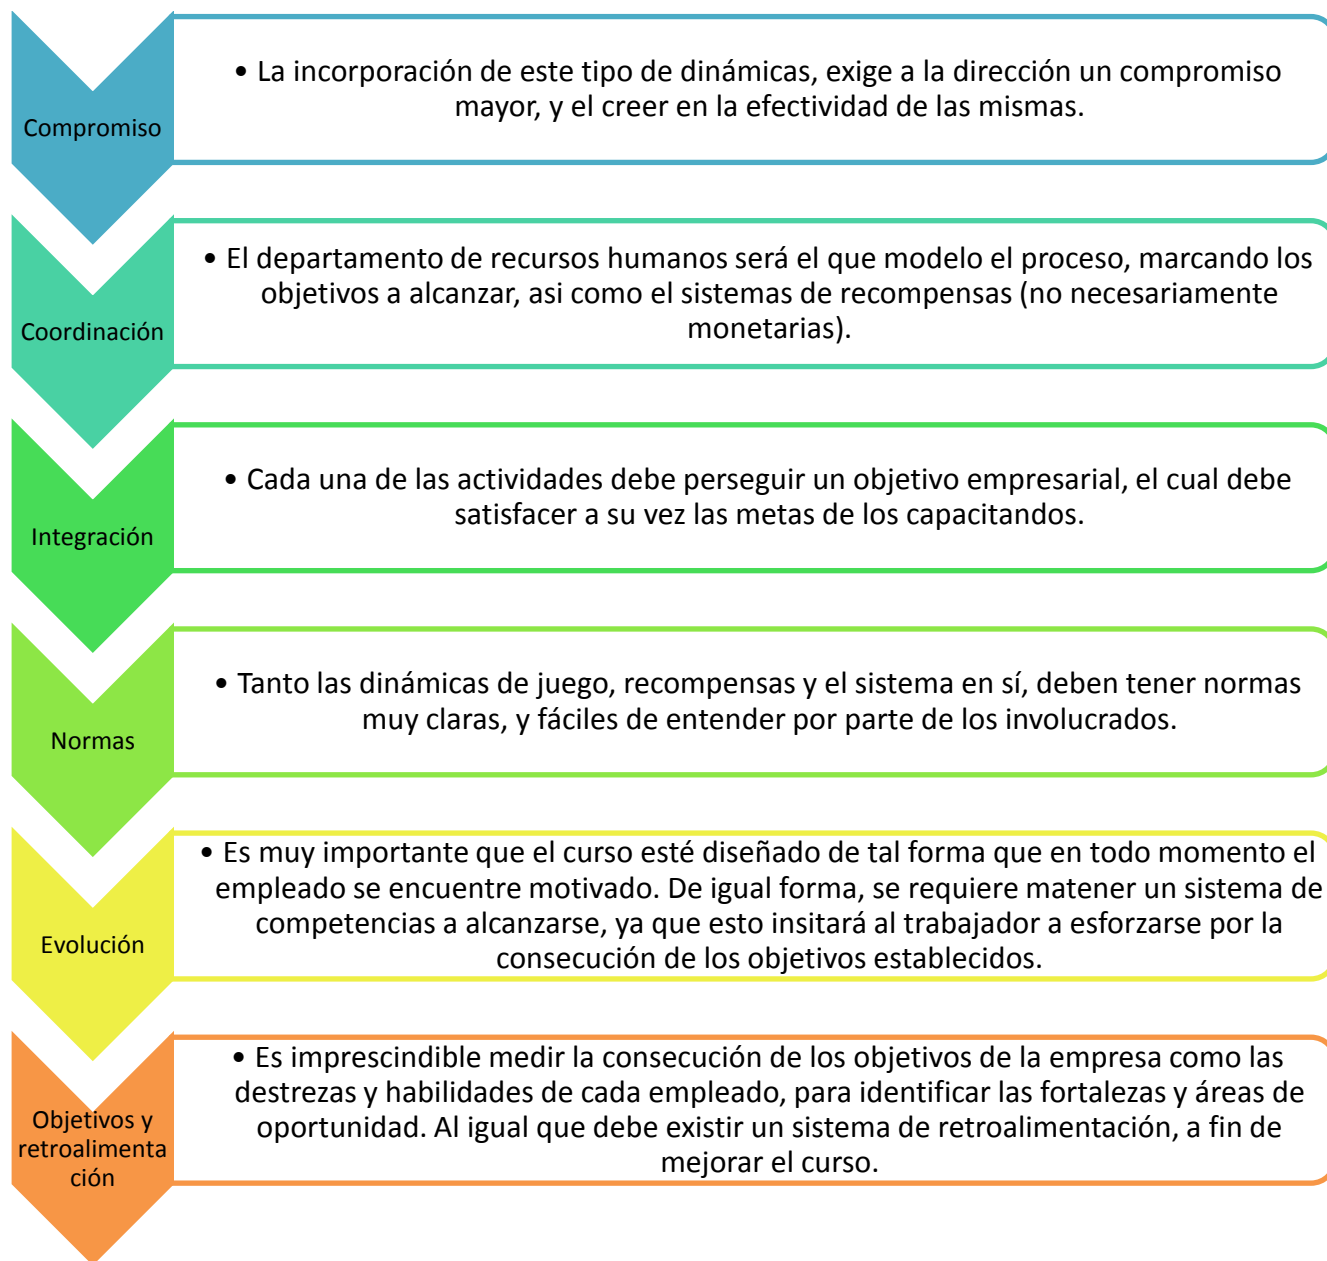 Compromiso
• La incorporación de este tipo de dinámicas, exige a la dirección un compromiso
mayor, y el creer en la efectividad de las mismas.
Coordinación
• El departamento de recursos humanos será el que modelo el proceso, marcando los
objetivos a alcanzar, asi como el sistemas de recompensas (no necesariamente
monetarias).
Integración
• Cada una de las actividades debe perseguir un objetivo empresarial, el cual debe
satisfacer a su vez las metas de los capacitandos.
Normas
• Tanto las dinámicas de juego, recompensas y el sistema en sí, deben tener normas
muy claras, y fáciles de entender por parte de los involucrados.
Evolución
• Es muy importante que el curso esté diseñado de tal forma que en todo momento el
empleado se encuentre motivado. De igual forma, se requiere matener un sistema de
competencias a alcanzarse, ya que esto insitará al trabajador a esforzarse por la
consecución de los objetivos establecidos.
Objetivos y
retroalimenta
ción
• Es imprescindible medir la consecución de los objetivos de la empresa como las
destrezas y habilidades de cada empleado, para identificar las fortalezas y áreas de
oportunidad. Al igual que debe existir un sistema de retroalimentación, a fin de
mejorar el curso.